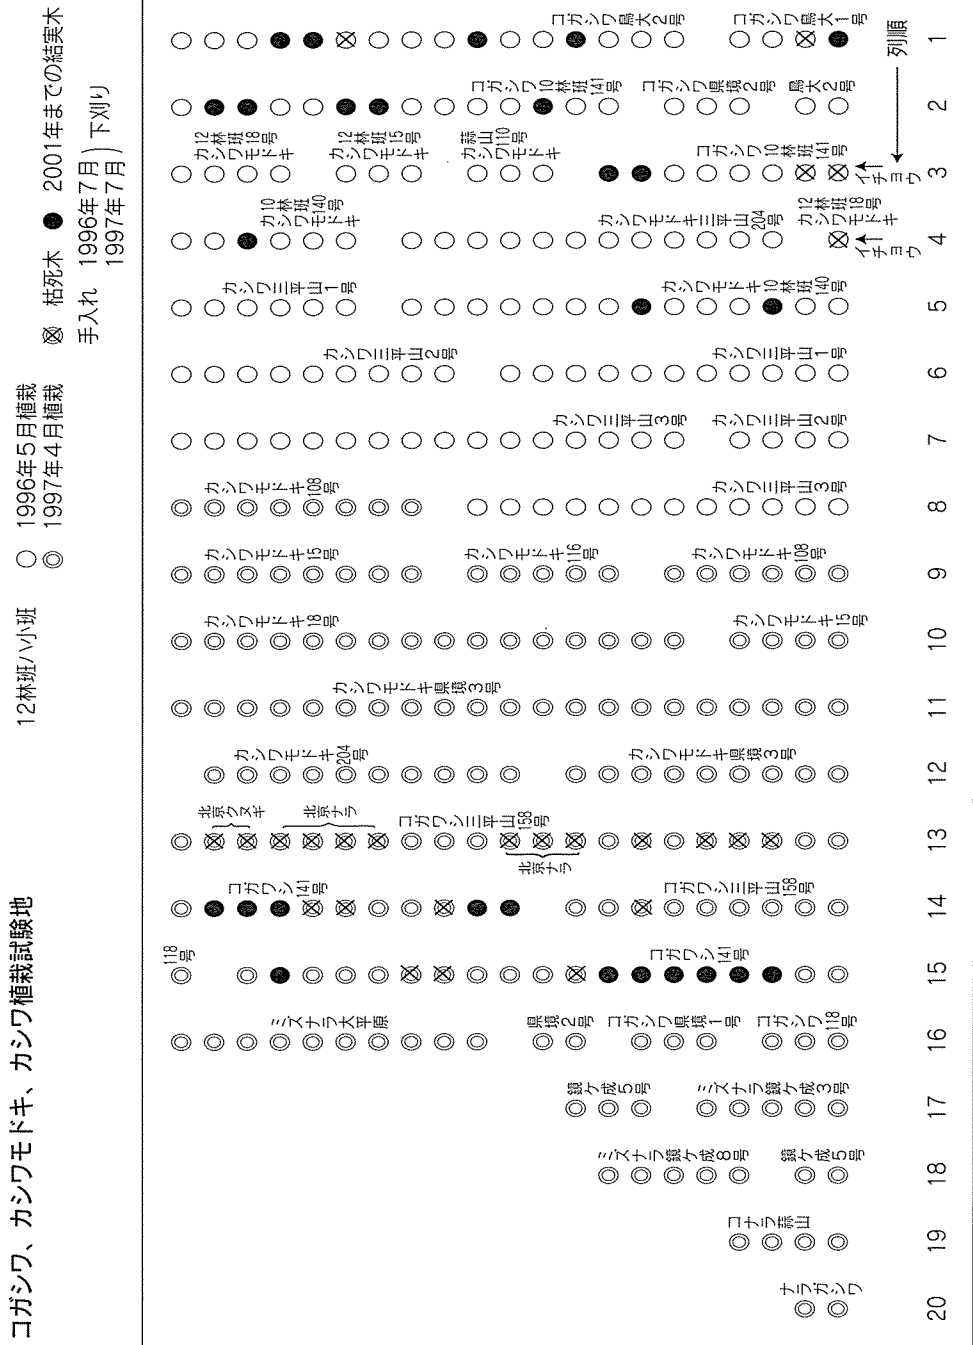 コガシワ、カシワモドキ、カシワ植栽試験地
12林班ハ小班
○ 1996年5月植栽
◎ 1997年4月植栽
⊗ 枯死木 ● 2001年までの結実木
手入れ 1996年7月
1997年7月 ) 下刈り
列順
1
コガシワ鳥大2号
コガシワ鳥大1号
2
コガシワ10林班141号
コガシワ県境2号
鳥大2号
3
12林班18号
カシワモドキ
12林班15号
カシワモドキ
蒜山110号
カシワモドキ
コガシワ10林班141号
イチョウ
4
10林班140号
カシワモドキ
カシワモドキ三平山204号
12林班18号
カシワモドキ
イチョウ
5
カシワ三平山1号
カシワモドキ10林班140号
6
カシワ三平山2号
カシワ三平山1号
7
カシワ三平山3号
カシワ三平山2号
8
カシワモドキ108号
カシワ三平山3号
9
カシワモドキ15号
カシワモドキ116号
カシワモドキ108号
10
カシワモドキ18号
カシワモドキ15号
11
カシワモドキ県境3号
12
カシワモドキ204号
カシワモドキ県境3号
13
北京クヌギ
北京ナラ
コガワシ三平山158号
北京ナラ
14
コガワシ141号
コガワシ三平山158号
15
118号
コガワシ141号
16
ミズナラ大平原
県境2号
コガシワ県境1号
コガシワ118号
17
鏡ケ成5号
ミズナラ鏡ケ成3号
18
ミズナラ鏡ケ成8号
鏡ケ成5号
19
コナラ蒜山
20
ナラガシワ